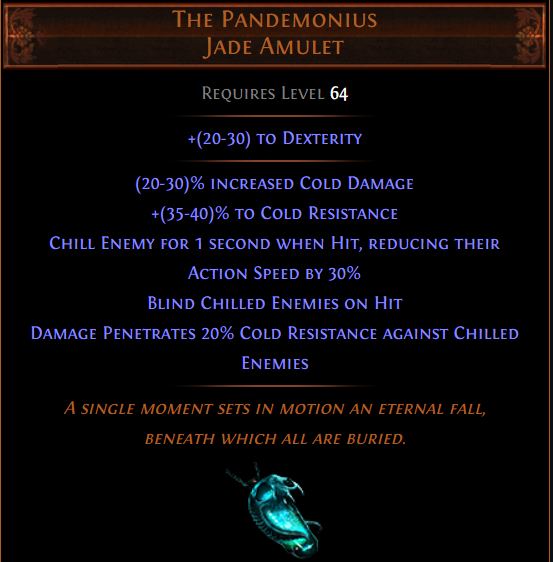 The Pandemonius
Jade Amulet
Requires Level 64
+(20-30) to Dexterity
(20-30)% increased Cold Damage
+(35-40)% to Cold Resistance
Chill Enemy for 1 second when Hit, reducing their
Action Speed by 30%
Blind Chilled Enemies on Hit
Damage Penetrates 20% Cold Resistance against Chilled
Enemies
A single moment sets in motion an eternal fall,
beneath which all are buried.